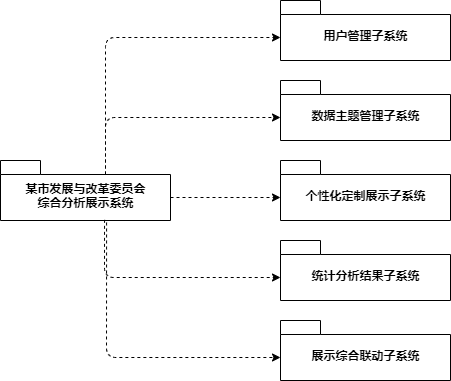 用户管理子系统
数据主题管理子系统
某市发展与改革委员会
综合分析展示系统
个性化定制展示子系统
统计分析结果子系统
展示综合联动子系统